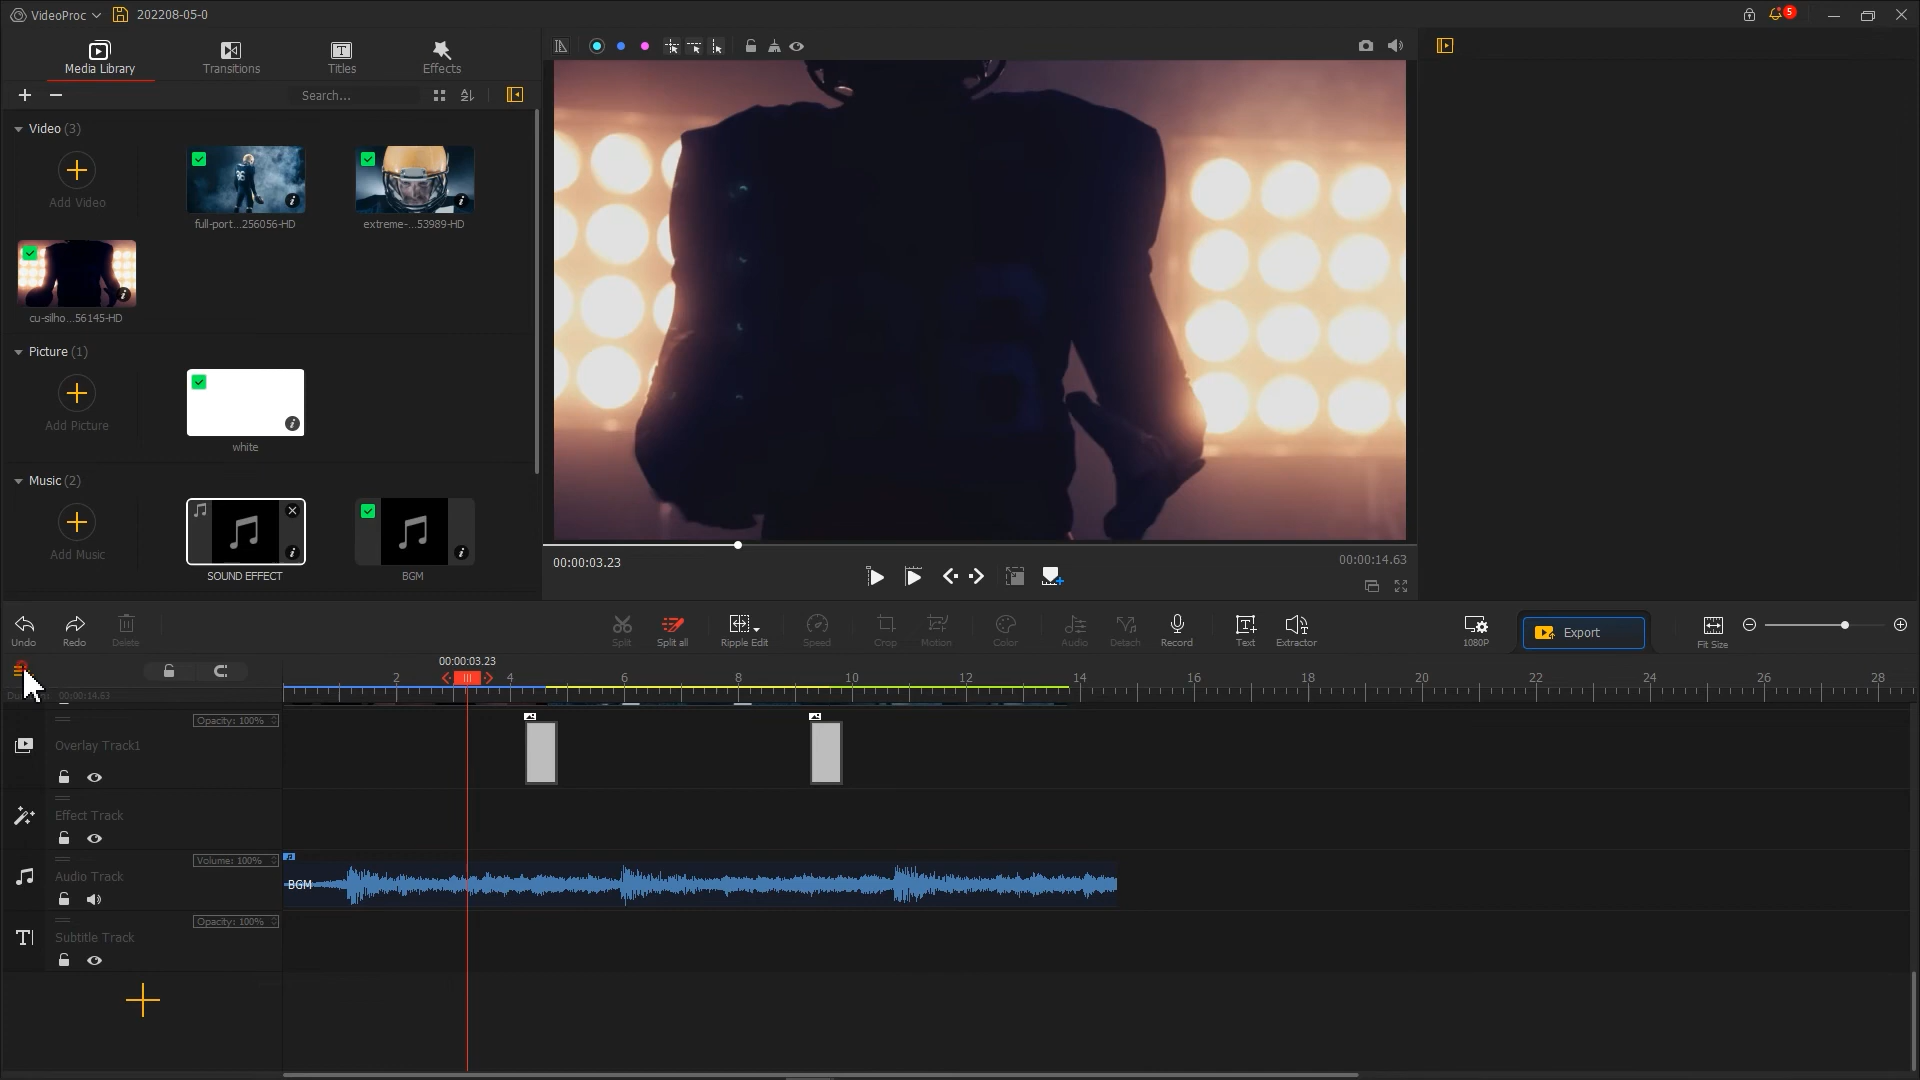 VideoProc
202208-05-0
5
Media Library
Transitions
Titles
Effects
Search...
Video (3)
Add Video
full-port...256056-HD
extreme-...53989-HD
cu-silho...56145-HD
Picture (1)
Add Picture
white
Music (2)
Add Music
SOUND EFFECT
BGM
00:00:03.23
00:00:14.63
Undo
Redo
Delete
Split
Split all
Ripple Edit
Speed
Crop
Motion
Color
Audio
Detach
Record
Text
Extractor
1080P
Export
Fit Size
00:00:03.23
2
4
6
8
10
12
14
16
18
20
22
24
26
28
00:00:14.63
Opacity: 100%
Overlay Track1
Effect Track
Volume: 100%
Audio Track
BGM
Opacity: 100%
Subtitle Track